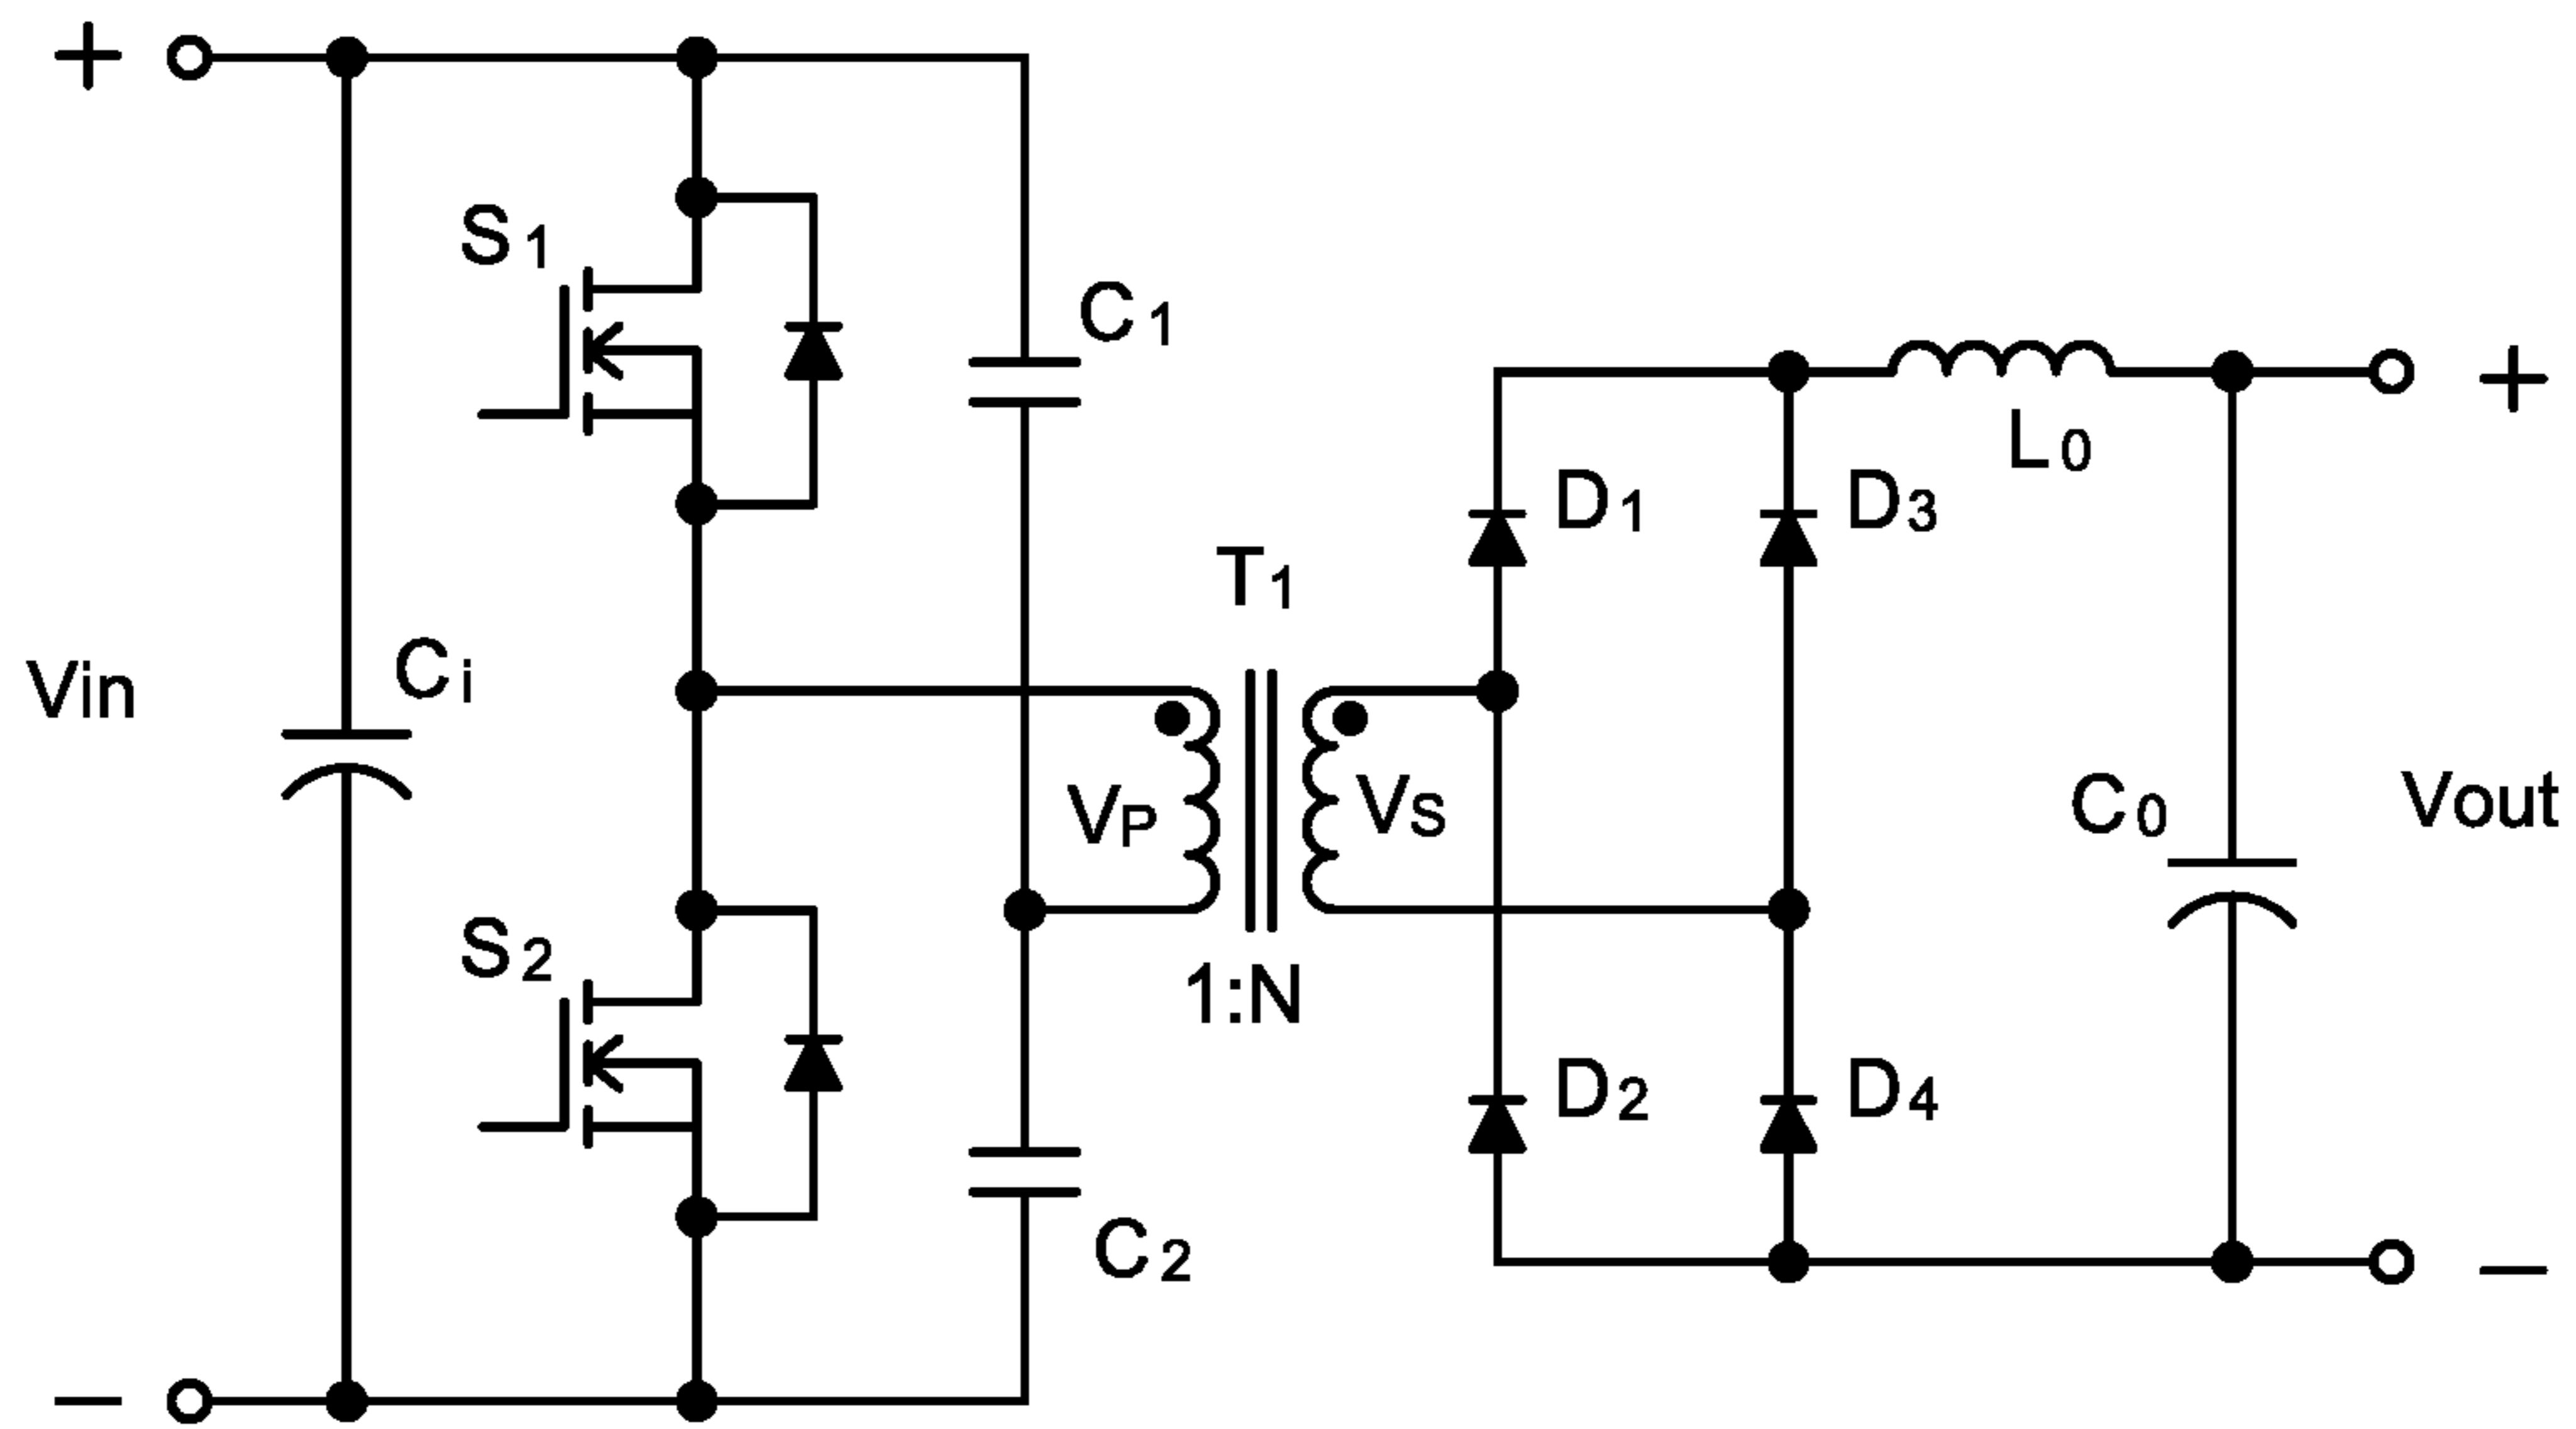 +
S1
C1
+
L0
D1
D3
T1
Vin
Ci
VP
VS
C0
Vout
S2
1:N
D2
D4
C2
−
−